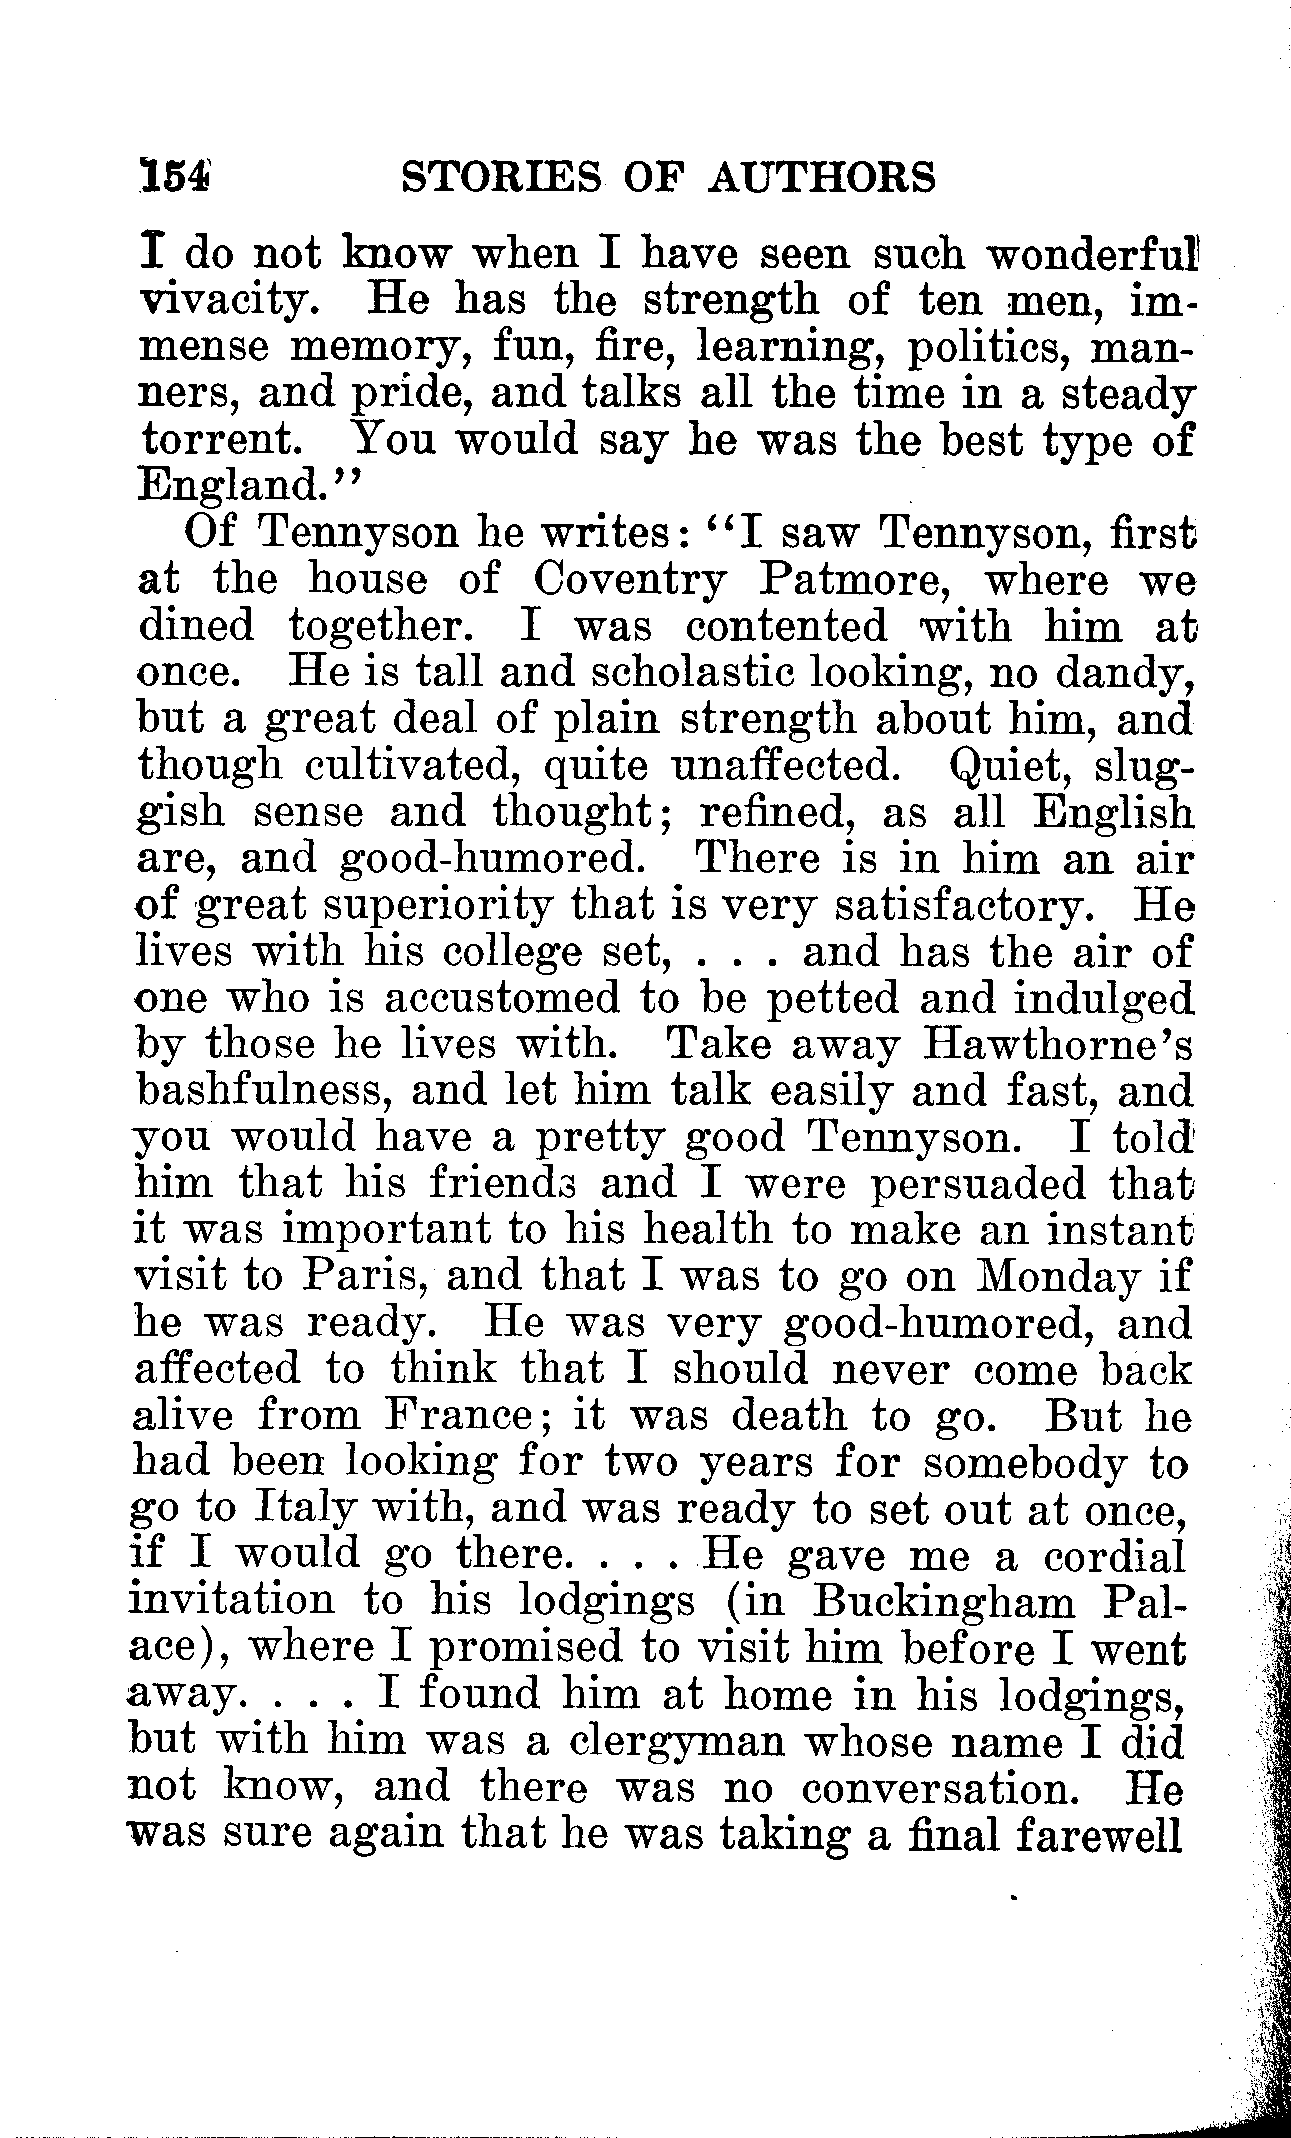 154 STORIES OF AUTHORS
I do not know when I have seen such wonderful
vivacity. He has the strength of ten men, im-
mense memory, fun, fire, learning, politics, man-
ners, and pride, and talks all the time in a steady
torrent. You would say he was the best type of
England."
Of Tennyson he writes: "I saw Tennyson, first
at the house of Coventry Patmore, where we
dined together. I was contented with him at
once. He is tall and scholastic looking, no dandy,
but a great deal of plain strength about him, and
though cultivated, quite unaffected. Quiet, slug-
gish sense and thought; refined, as all English
are, and good-humored. There is in him an air
of great superiority that is very satisfactory. He
lives with his college set, . . . and has the air of
one who is accustomed to be petted and indulged
by those he lives with. Take away Hawthorne's
bashfulness, and let him talk easily and fast, and
you would have a pretty good Tennyson. I told
him that his friends and I were persuaded that
it was important to his health to make an instant
visit to Paris, and that I was to go on Monday if
he was ready. He was very good-humored, and
affected to think that I should never come back
alive from France; it was death to go. But he
had been looking for two years for somebody to
go to Italy with, and was ready to set out at once,
if I would go there. . . . He gave me a cordial
invitation to his lodgings (in Buckingham Pal-
ace), where I promised to visit him before I went
away. . . . I found him at home in his lodgings,
but with him was a clergyman whose name I did
not know, and there was no conversation. He
was sure again that he was taking a final farewell